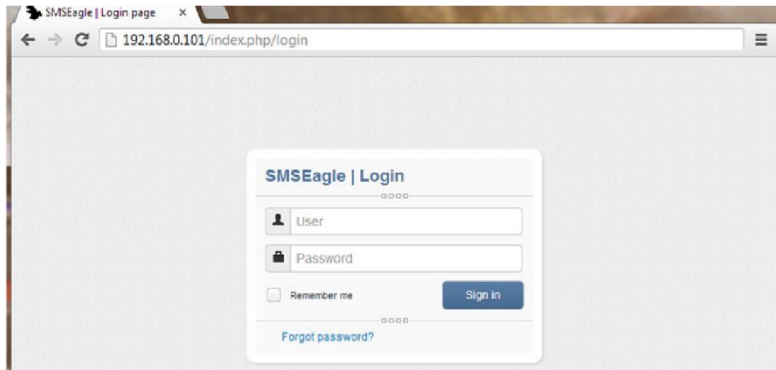 SMSEagle | Login page
192.168.0.101/index.php/login
SMSEagle | Login
User
Password
Remember me
Sign in
Forgot password?